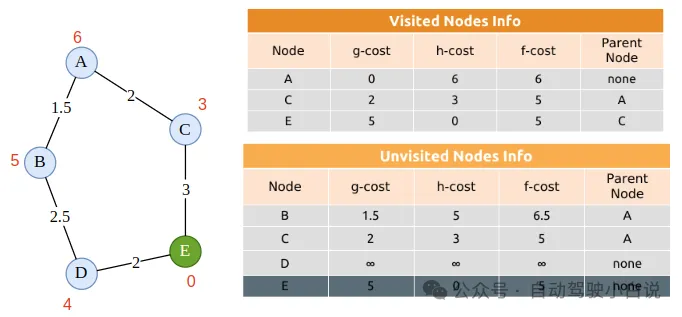 6
A
1.5
2
3
C
5
B
3
2.5
E
2
D
0
4
Visited Nodes Info
Node g-cost h-cost f-cost Parent Node
A 0 6 6 none
C 2 3 5 A
E 5 0 5 C
Unvisited Nodes Info
Node g-cost h-cost f-cost Parent Node
B 1.5 5 6.5 A
C 2 3 5 A
D ∞ ∞ ∞ none
E 5 0 5 none
公众号 · 自动驾驶小白说